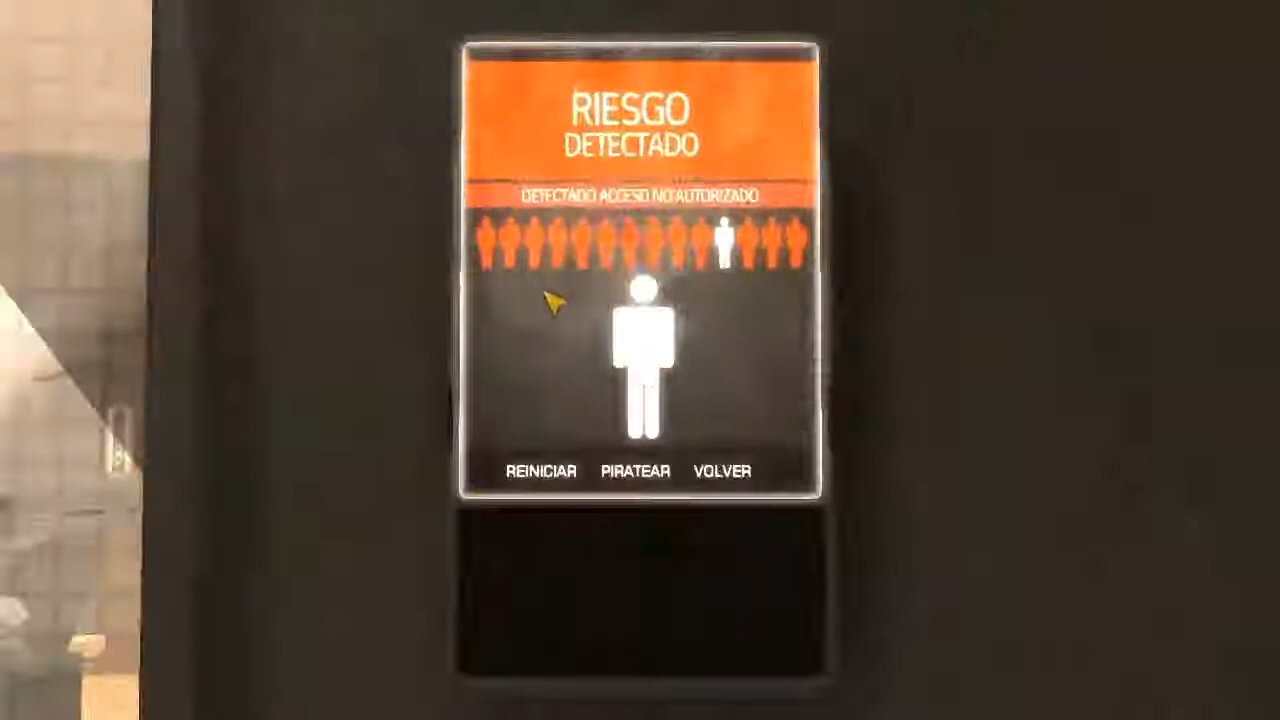 RIESGO
DETECTADO
DETECTADO ACCESO NO AUTORIZADO
REINICIAR PIRATEAR VOLVER